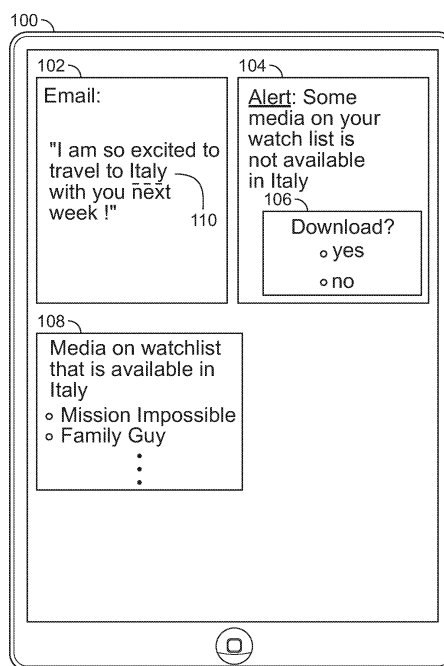 100
102
Email:
"I am so excited to
travel to Italy
with you next
week !"
110
104
Alert: Some
media on your
watch list is
not available
in Italy
106
Download?
yes
no
108
Media on watchlist
that is available in
Italy
Mission Impossible
Family Guy